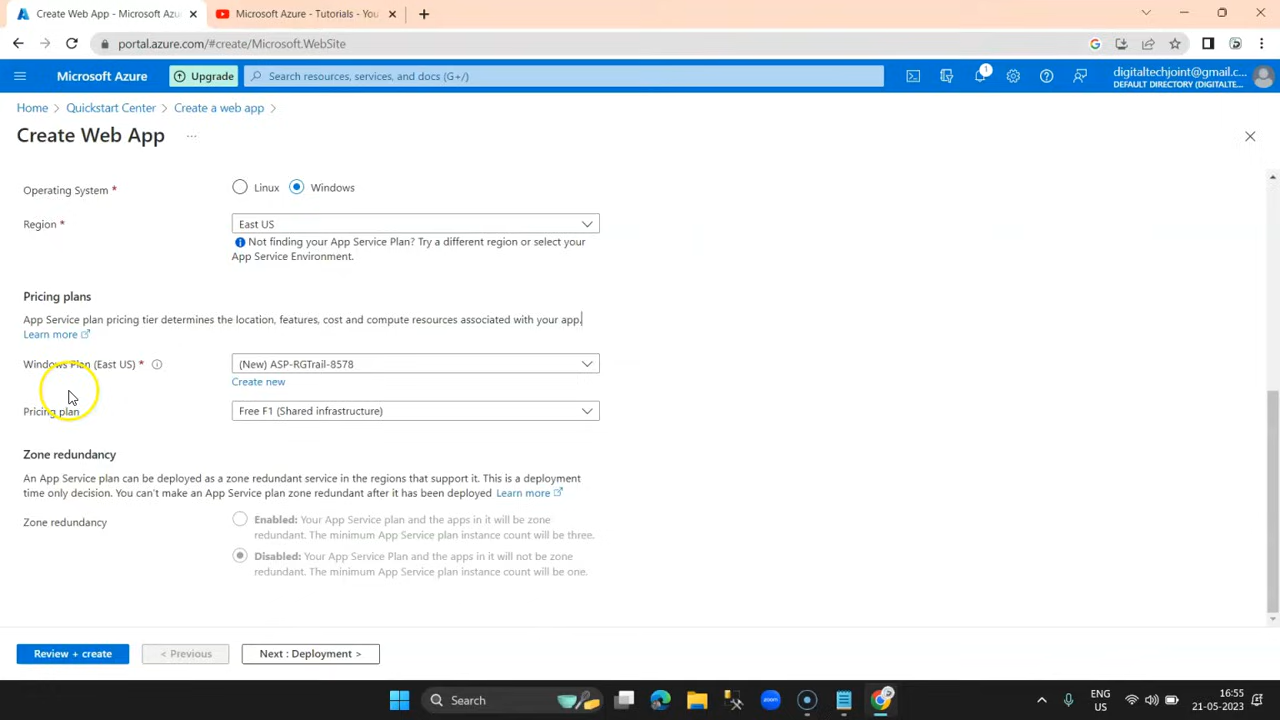 Create Web App - Microsoft Azu
Microsoft Azure - Tutorials - You
portal.azure.com/#create/Microsoft.WebSite
Microsoft Azure
Upgrade
Search resources, services, and docs (G+/)
1
digitaltechjoint@gmail.c...
DEFAULT DIRECTORY (DIGITALTE...
Home > Quickstart Center > Create a web app >
Create Web App ...
Operating System *
Linux
Windows
Region *
East US
Not finding your App Service Plan? Try a different region or select your
App Service Environment.
Pricing plans
App Service plan pricing tier determines the location, features, cost and compute resources associated with your app.
Learn more
Windows Plan (East US) *
(New) ASP-RGTrail-8578
Create new
Pricing plan
Free F1 (Shared infrastructure)
Zone redundancy
An App Service plan can be deployed as a zone redundant service in the regions that support it. This is a deployment
time only decision. You can't make an App Service plan zone redundant after it has been deployed Learn more
Zone redundancy
Enabled: Your App Service plan and the apps in it will be zone
redundant. The minimum App Service plan instance count will be three.
Disabled: Your App Service Plan and the apps in it will not be zone
redundant. The minimum App Service plan instance count will be one.
Review + create
< Previous
Next : Deployment >
Search
zoom
ENG
US
16:55
21-05-2023